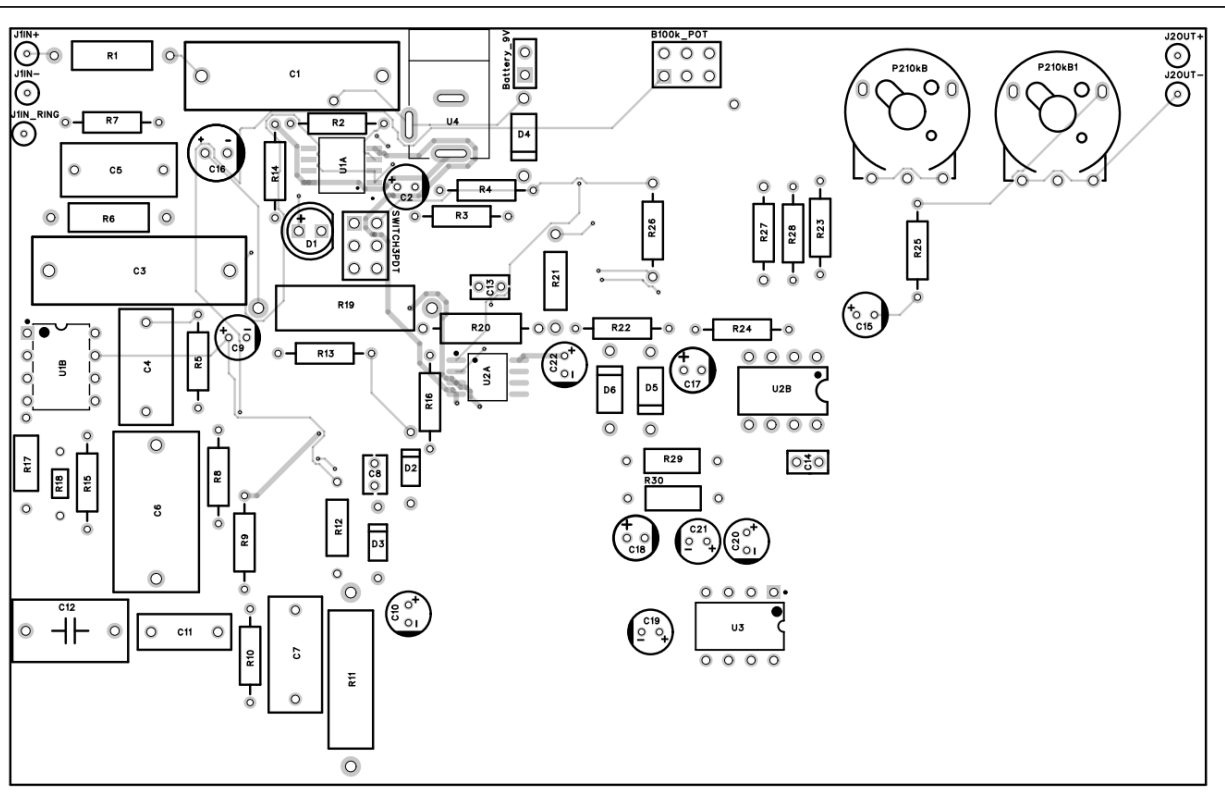 J1IN+
R1
J1IN-
J1IN_RING
R7
C1
Battery_9V
B100k_POT
P210kB
P210kB1
J2OUT+
J2OUT-
R2
U4
D4
C16
R14
U1A
C5
C2
R4
R6
R3
D1
SWITCH3PDT
R26
R27
R28
R23
R25
C3
C13
R21
R19
C15
R20
R22
R24
U1B
C4
R5
C9
R13
U2A
C22
R16
D6
D5
C17
U2B
R17
R18
R15
C6
R8
C8
D2
R29
C14
R30
R9
R12
D3
C18
C21
C20
C12
C11
R10
C7
R11
C10
C19
U3